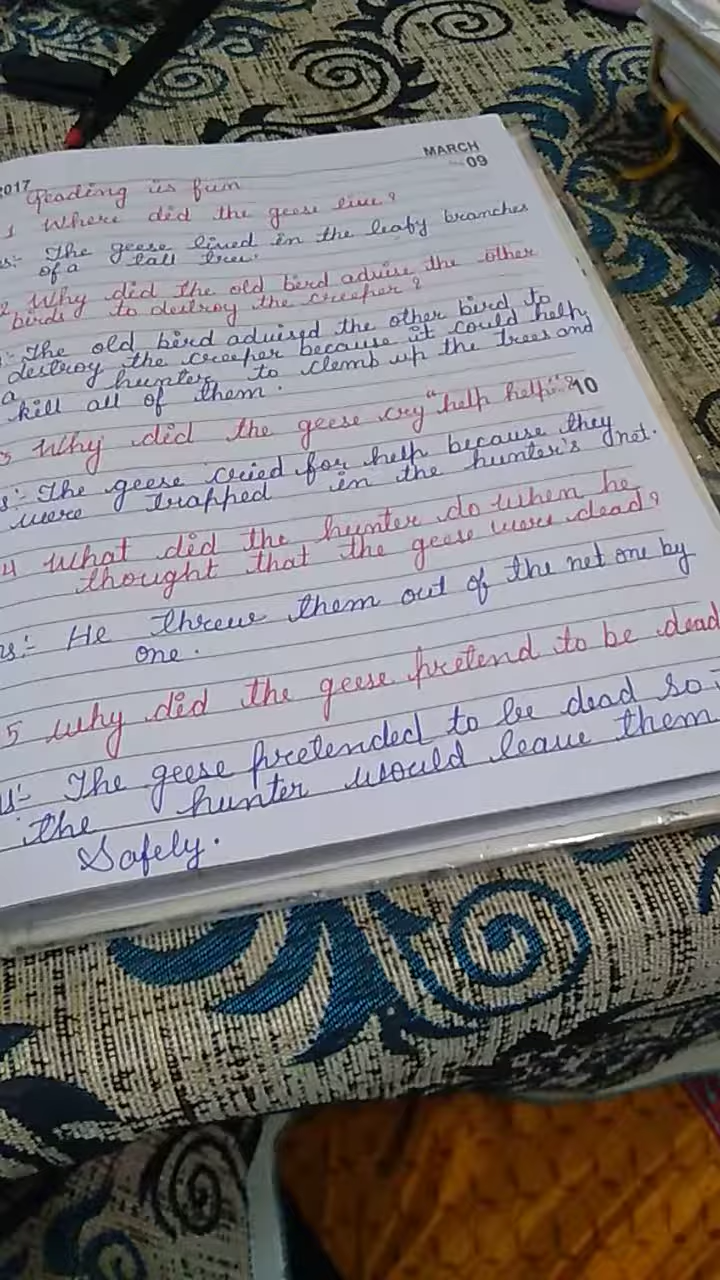 2017
MARCH
09
Reading is fun
1 Where did the geese live?
s:- The geese lived in the leafy branches
of a tall tree.
2 Why did the old bird advise the other
birds to destroy the creeper?
:- The old bird advised the other bird to
destroy the creeper because it could help
a hunter to clemb up the trees and
kill all of them.
10
3 Why did the geese cry "help help"?
s:- The geese cried for help because they
were trapped in the hunter's net.
4 What did the hunter do when he
thought that the geese were dead?
ns:- He threw them out of the net one by
one.
5 Why did the geese pretend to be dead
s:- The geese pretended to be dead so
the hunter would leave them
Safely.